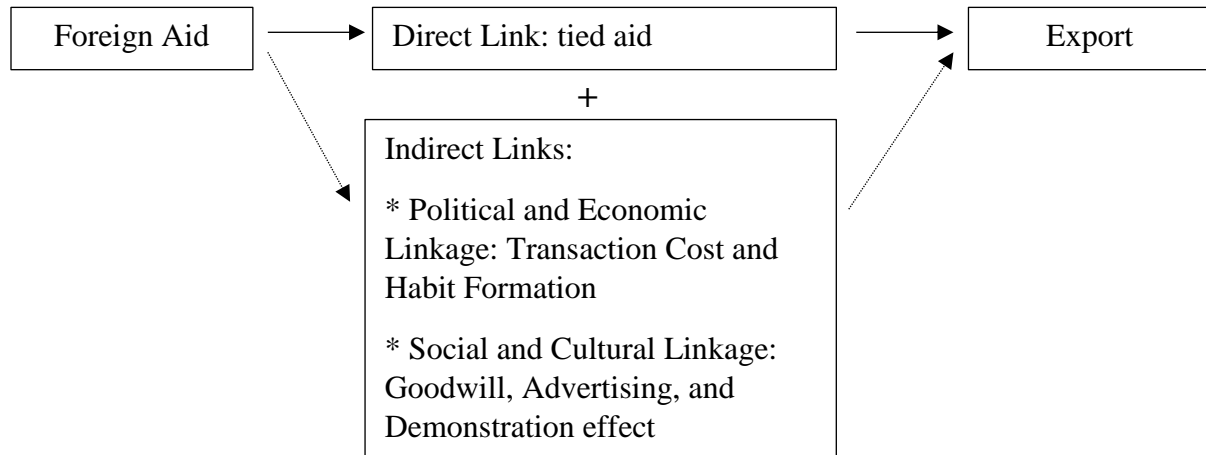 Foreign Aid
Direct Link: tied aid
Export
+
Indirect Links:
* Political and Economic
Linkage: Transaction Cost and
Habit Formation
* Social and Cultural Linkage:
Goodwill, Advertising, and
Demonstration effect